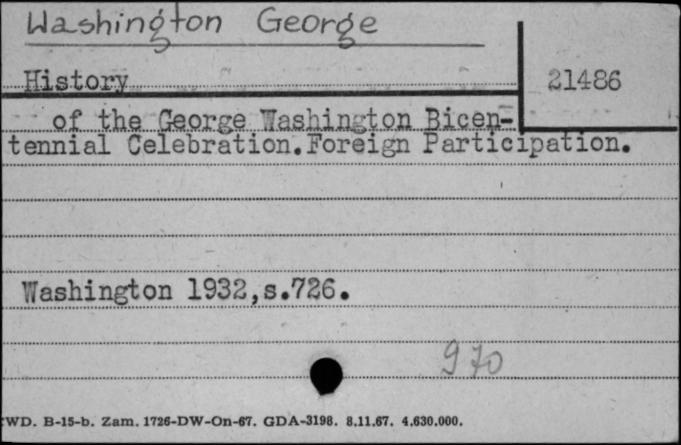 Washington George
History
21486
of the George Washington Bicen-
tennial Celebration. Foreign Participation.
Washington 1932,s.726.
970
WD. B-15-b. Zam. 1726-DW-On-67. GDA-3198. 8.11.67. 4.630.000.